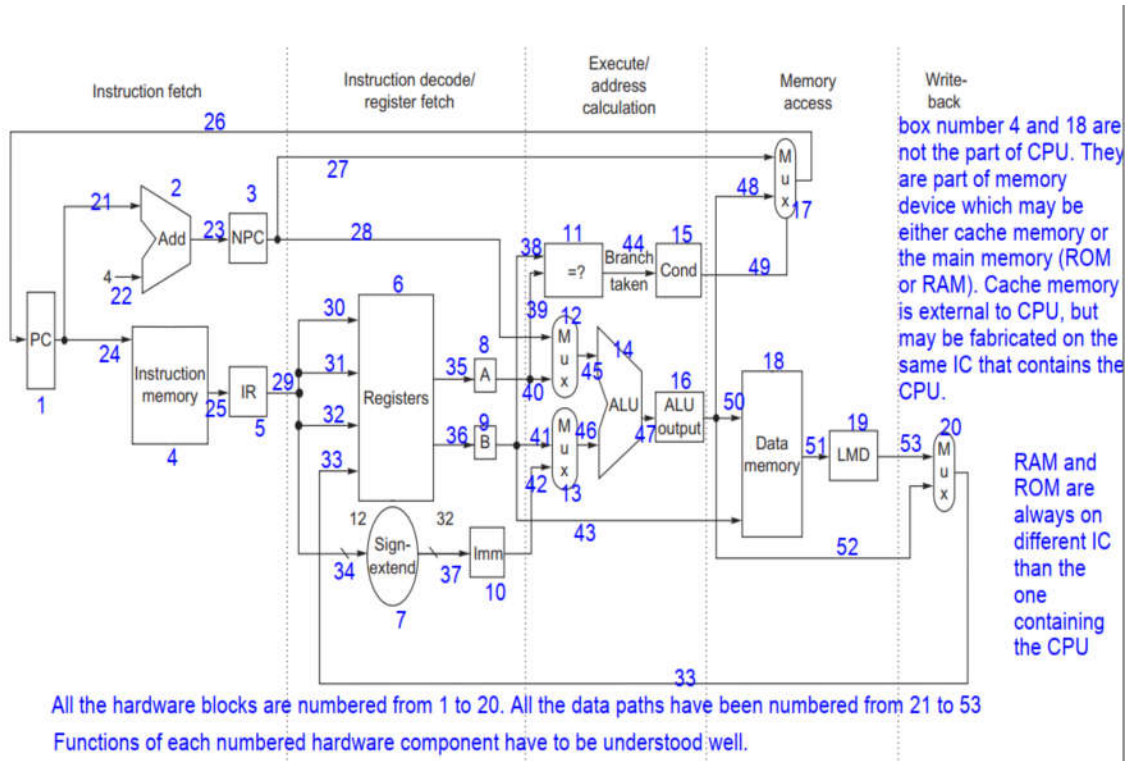 Instruction fetch
Instruction decode/
register fetch
Execute/
address
calculation
Memory
access
Write-
back
box number 4 and 18 are
not the part of CPU. They
are part of memory
device which may be
either cache memory or
the main memory (ROM
or RAM). Cache memory
is external to CPU, but
may be fabricated on the
same IC that contains the
CPU.
RAM and
ROM are
always on
different IC
than the
one
containing
the CPU
26
27
M
u
x
17
48
49
21
2
Add
23
3
NPC
28
4
22
PC
1
24
Instruction
memory
4
25
IR
5
29
30
31
32
33
6
Registers
35
8
A
36
9
B
12
Sign-
extend
32
34
7
37
Imm
10
38
11
=?
39
44
Branch
taken
15
Cond
12
M
u
x
40
45
14
ALU
41
46
M
u
x
13
42
43
47
16
ALU
output
50
18
Data
memory
51
19
LMD
53
20
M
u
x
52
33
All the hardware blocks are numbered from 1 to 20. All the data paths have been numbered from 21 to 53
Functions of each numbered hardware component have to be understood well.